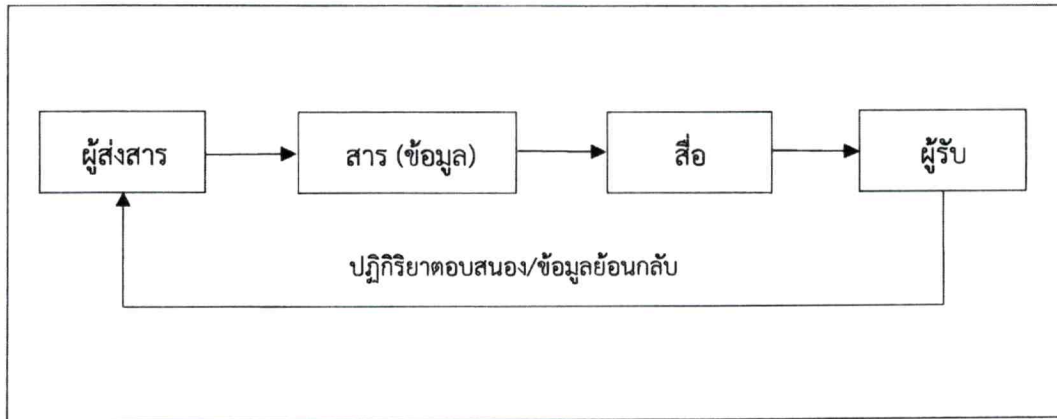 ผู้ส่งสาร
สาร (ข้อมูล)
สื่อ
ผู้รับ
ปฏิกิริยาตอบสนอง/ข้อมูลย้อนกลับ